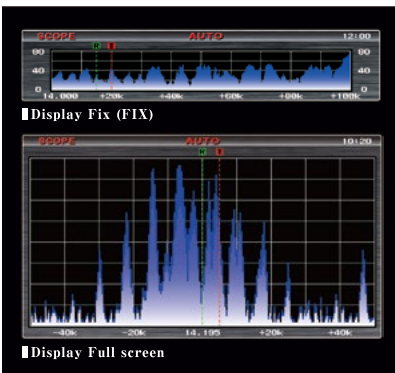 SCOPE AUTO 12:00
R T
80 80
40 40
0 0
14.000 +20k +40k +60k +80k +100k
Display Fix (FIX)
SCOPE AUTO 10:20
R T
-40k -20k 14.195 +20k +40k
Display Full screen